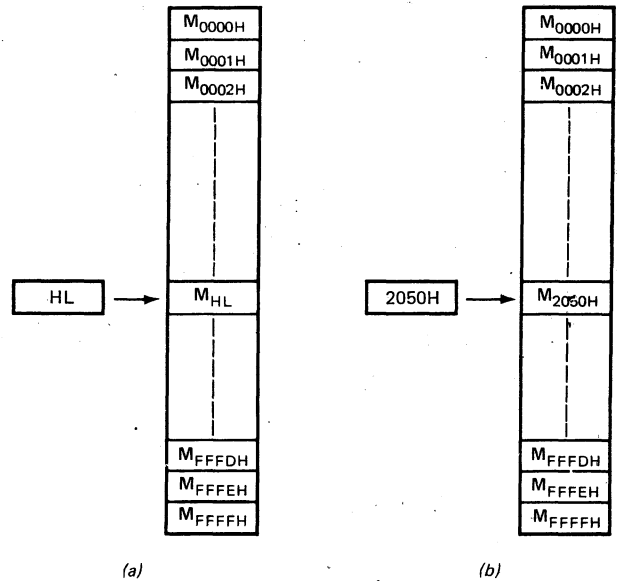 M0000H
M0001H
M0002H
HL
MHL
MFFFDH
MFFFEH
MFFFFH
(a)
M0000H
M0001H
M0002H
2050H
M2050H
MFFFDH
MFFFEH
MFFFFH
(b)